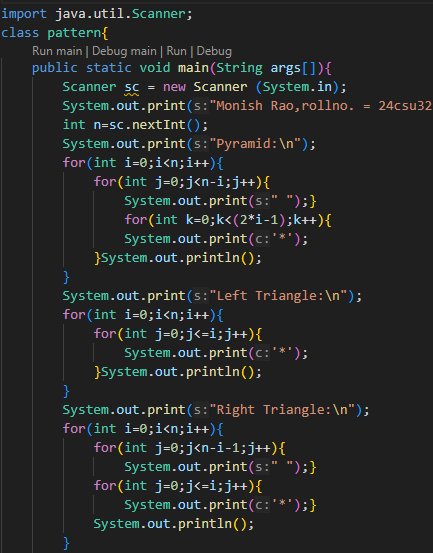 import java.util.Scanner;
class pattern{
Run main | Debug main | Run | Debug
    public static void main(String args[]){
        Scanner sc = new Scanner (System.in);
        System.out.print(s:"Monish Rao,rollno. = 24csu32
        int n=sc.nextInt();
        System.out.print(s:"Pyramid:\n");
        for(int i=0;i<n;i++){
            for(int j=0;j<n-i;j++){
                System.out.print(s:" ");}
                for(int k=0;k<(2*i-1);k++){
                System.out.print(c:'*');
            }System.out.println();
        }
        System.out.print(s:"Left Triangle:\n");
        for(int i=0;i<n;i++){
            for(int j=0;j<=i;j++){
                System.out.print(c:'*');
            }System.out.println();
        }
        System.out.print(s:"Right Triangle:\n");
        for(int i=0;i<n;i++){
            for(int j=0;j<n-i-1;j++){
                System.out.print(s:" ");}
            for(int j=0;j<=i;j++){
                System.out.print(c:'*');}
            System.out.println();
        }